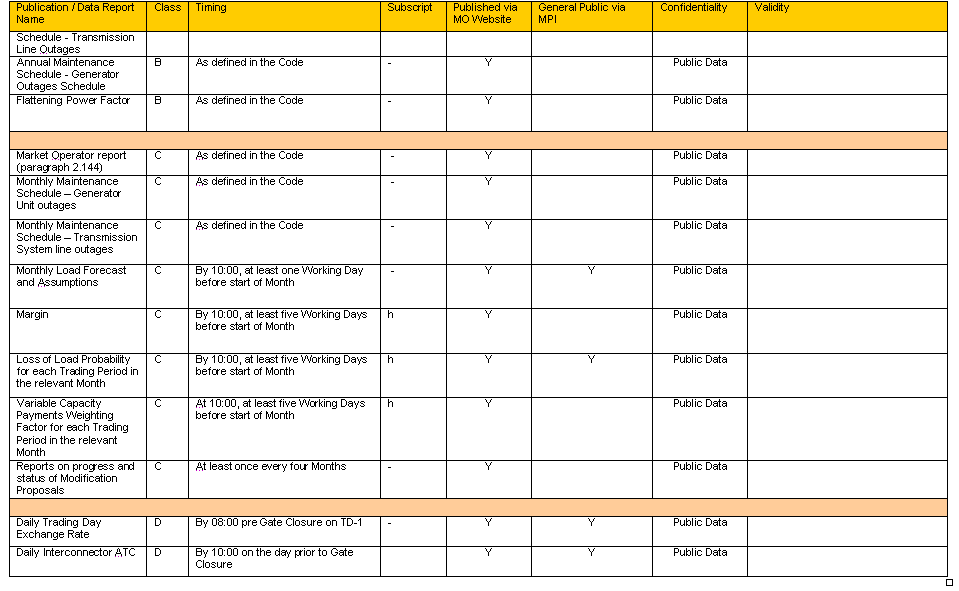 Publication / Data Report Name | Class | Timing | Subscript | Published via MO Website | General Public via MPI | Confidentiality | Validity
Schedule - Transmission Line Outages
Annual Maintenance Schedule - Generator Outages Schedule | B | As defined in the Code | - | Y | | Public Data
Flattening Power Factor | B | As defined in the Code | - | Y | | Public Data
Market Operator report (paragraph 2.144) | C | As defined in the Code | - | Y | | Public Data
Monthly Maintenance Schedule – Generator Unit outages | C | As defined in the Code | - | Y | | Public Data
Monthly Maintenance Schedule – Transmission System line outages | C | As defined in the Code | - | Y | | Public Data
Monthly Load Forecast and Assumptions | C | By 10:00, at least one Working Day before start of Month | - | Y | Y | Public Data
Margin | C | By 10:00, at least five Working Days before start of Month | h | Y | | Public Data
Loss of Load Probability for each Trading Period in the relevant Month | C | By 10:00, at least five Working Days before start of Month | h | Y | Y | Public Data
Variable Capacity Payments Weighting Factor for each Trading Period in the relevant Month | C | At 10:00, at least five Working Days before start of Month | h | Y | | Public Data
Reports on progress and status of Modification Proposals | C | At least once every four Months | - | Y | | Public Data
Daily Trading Day Exchange Rate | D | By 08:00 pre Gate Closure on TD-1 | - | Y | Y | Public Data
Daily Interconnector ATC | D | By 10:00 on the day prior to Gate Closure | | Y | Y | Public Data